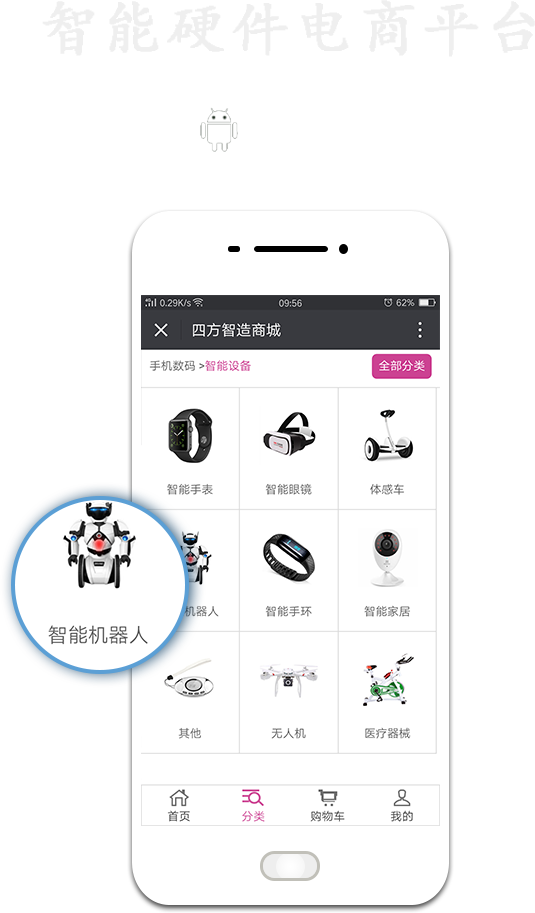 智能硬件电商平台
0.29K/s 09:56 62%
四方智造商城
手机数码 >智能设备 全部分类
智能手表 智能眼镜 体感车
机器人 智能手环 智能家居
智能机器人
其他 无人机 医疗器械
首页 分类 购物车 我的